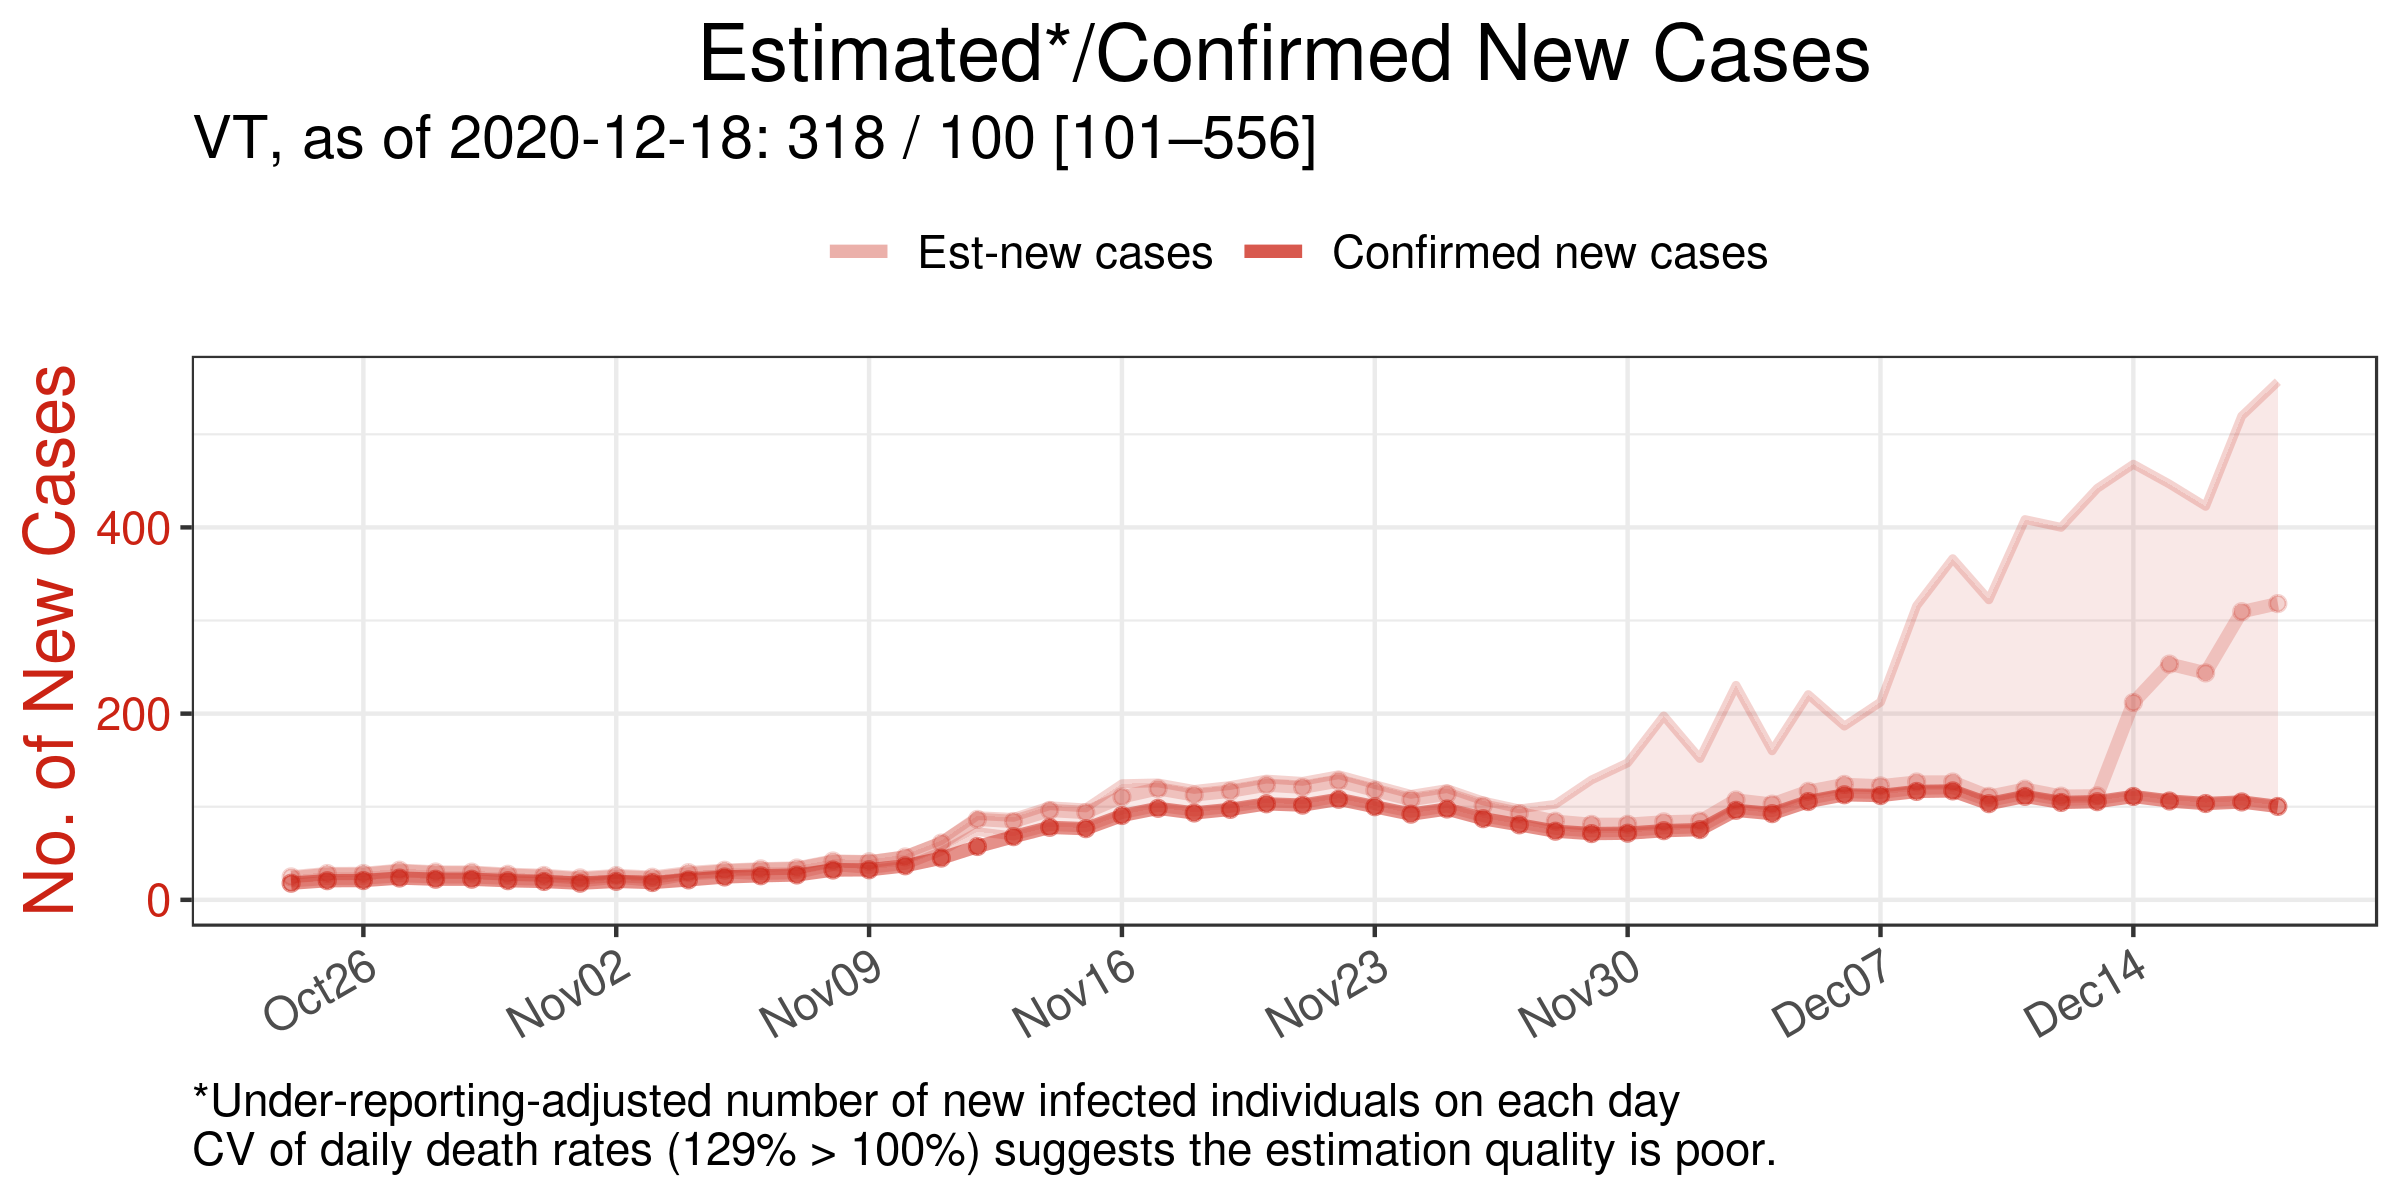 Estimated*/Confirmed New Cases
VT, as of 2020-12-18: 318 / 100 [101–556]
Est-new cases Confirmed new cases
No. of New Cases
400
200
0
Oct26 Nov02 Nov09 Nov16 Nov23 Nov30 Dec07 Dec14
*Under-reporting-adjusted number of new infected individuals on each day
CV of daily death rates (129% > 100%) suggests the estimation quality is poor.